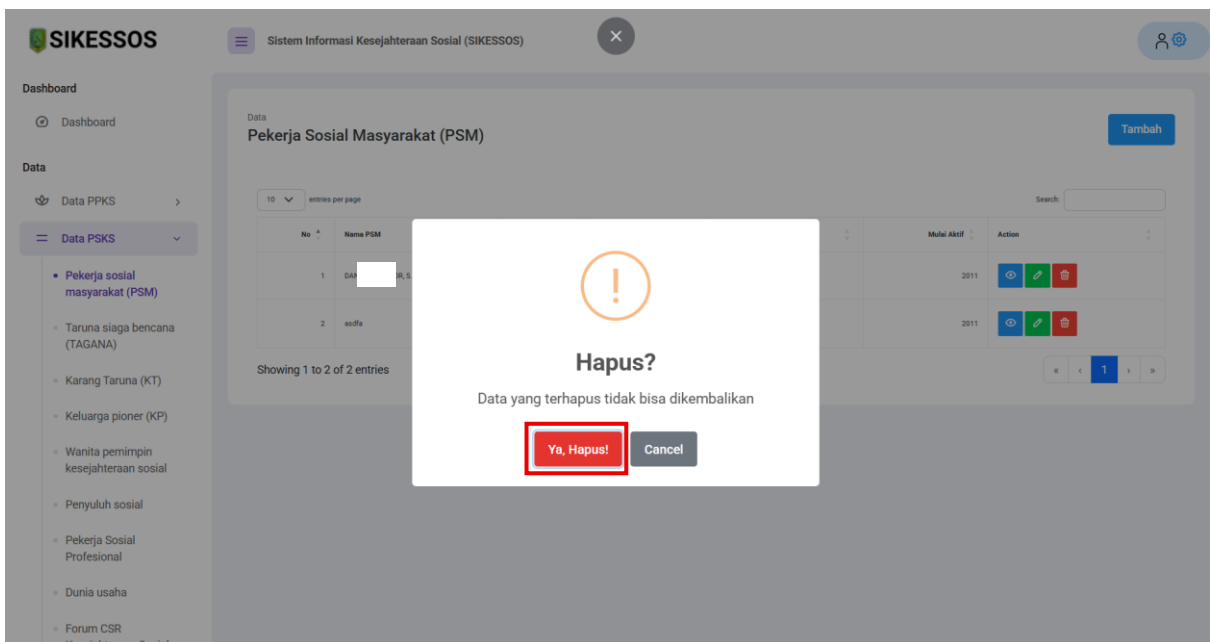 SIKESSOS
Sistem Informasi Kesejahteraan Sosial (SIKESSOS)
Dashboard
Dashboard
Data
Data PPKS
Data PSKS
Pekerja sosial
masyarakat (PSM)
Taruna siaga bencana
(TAGANA)
Karang Taruna (KT)
Keluarga pioner (KP)
Wanita pemimpin
kesejahteraan sosial
Penyuluh sosial
Pekerja Sosial
Profesional
Dunia usaha
Forum CSR
Data
Pekerja Sosial Masyarakat (PSM)
Tambah
10 entries per page
Search:
No Nama PSM Mulai Aktif Action
1 2011
2 asdfa 2011
Showing 1 to 2 of 2 entries
« ‹ 1 › »
Hapus?
Data yang terhapus tidak bisa dikembalikan
Ya, Hapus! Cancel